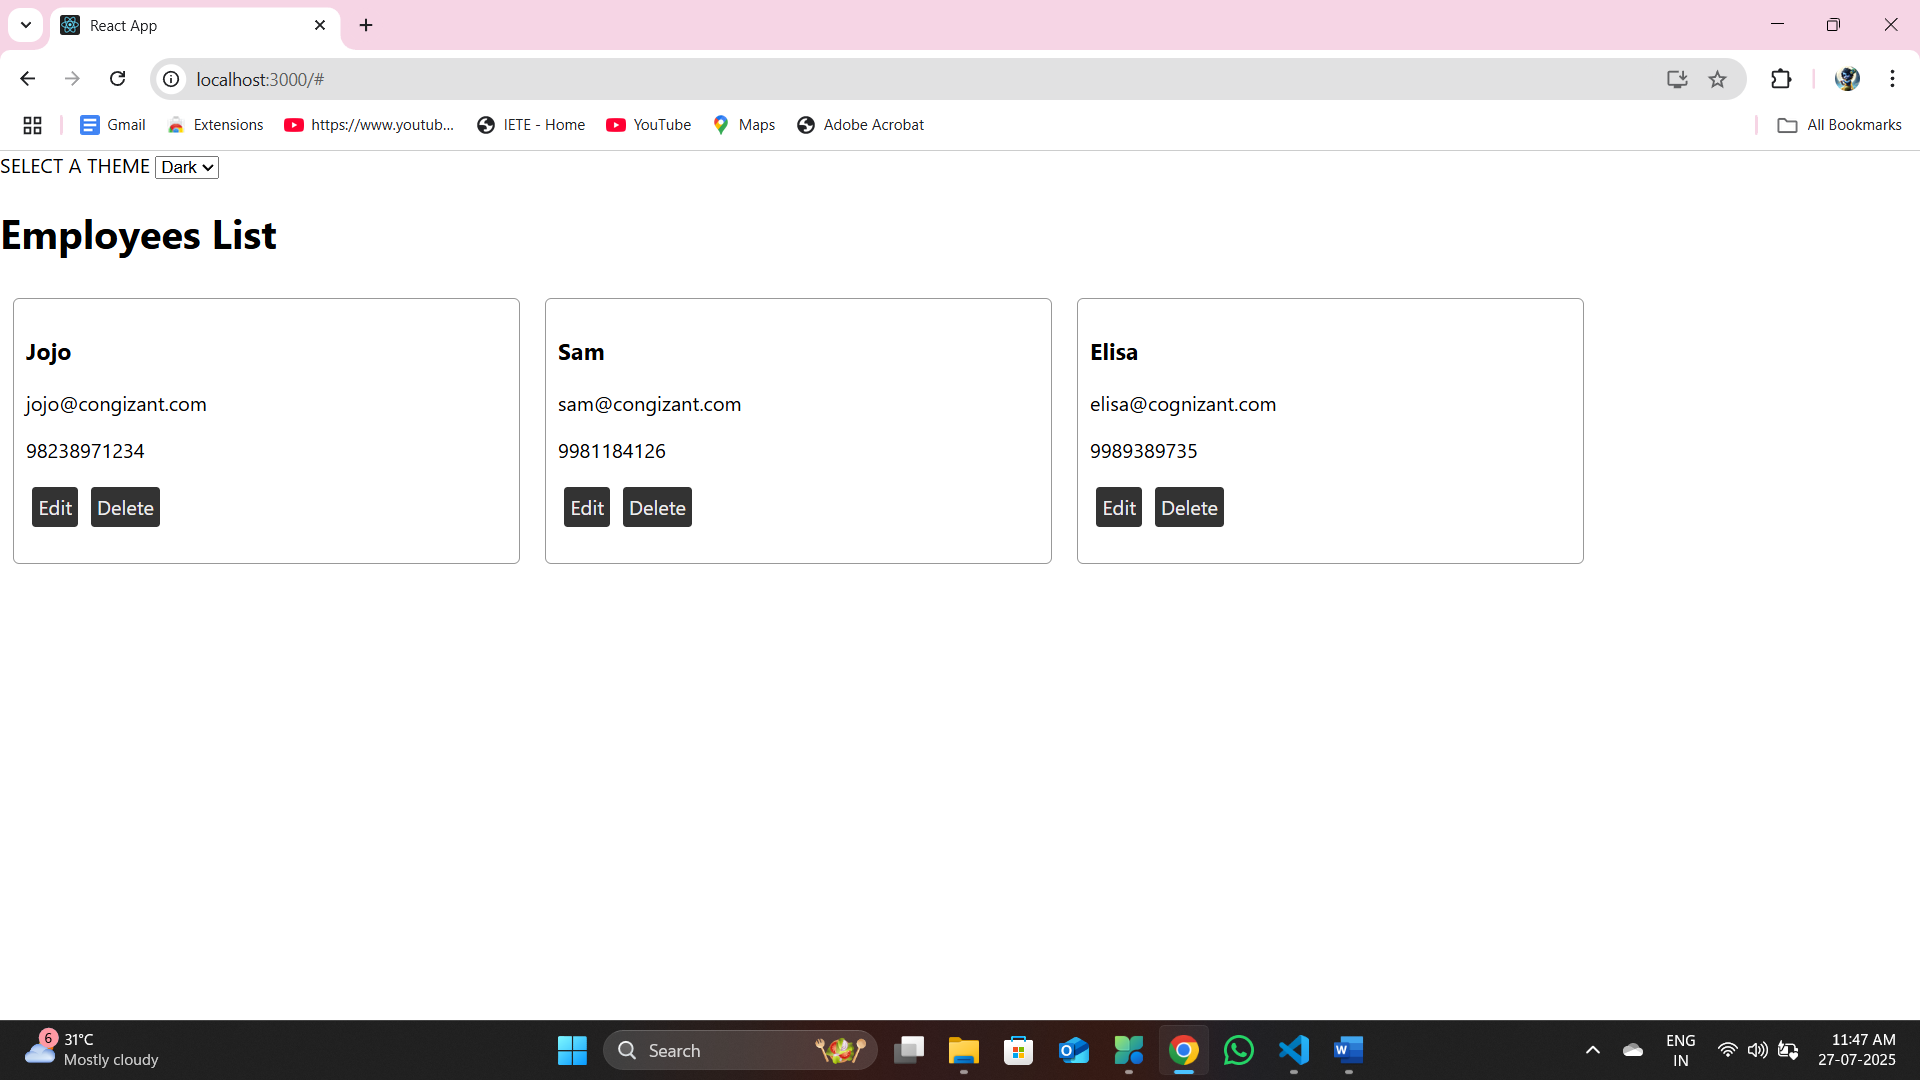 React App
localhost:3000/#
Gmail Extensions https://www.youtub... IETE - Home YouTube Maps Adobe Acrobat All Bookmarks
SELECT A THEME Dark
Employees List
Jojo
jojo@congizant.com
98238971234
Edit Delete
Sam
sam@congizant.com
9981184126
Edit Delete
Elisa
elisa@cognizant.com
9989389735
Edit Delete
6
31°C
Mostly cloudy
Search
ENG
IN
11:47 AM
27-07-2025